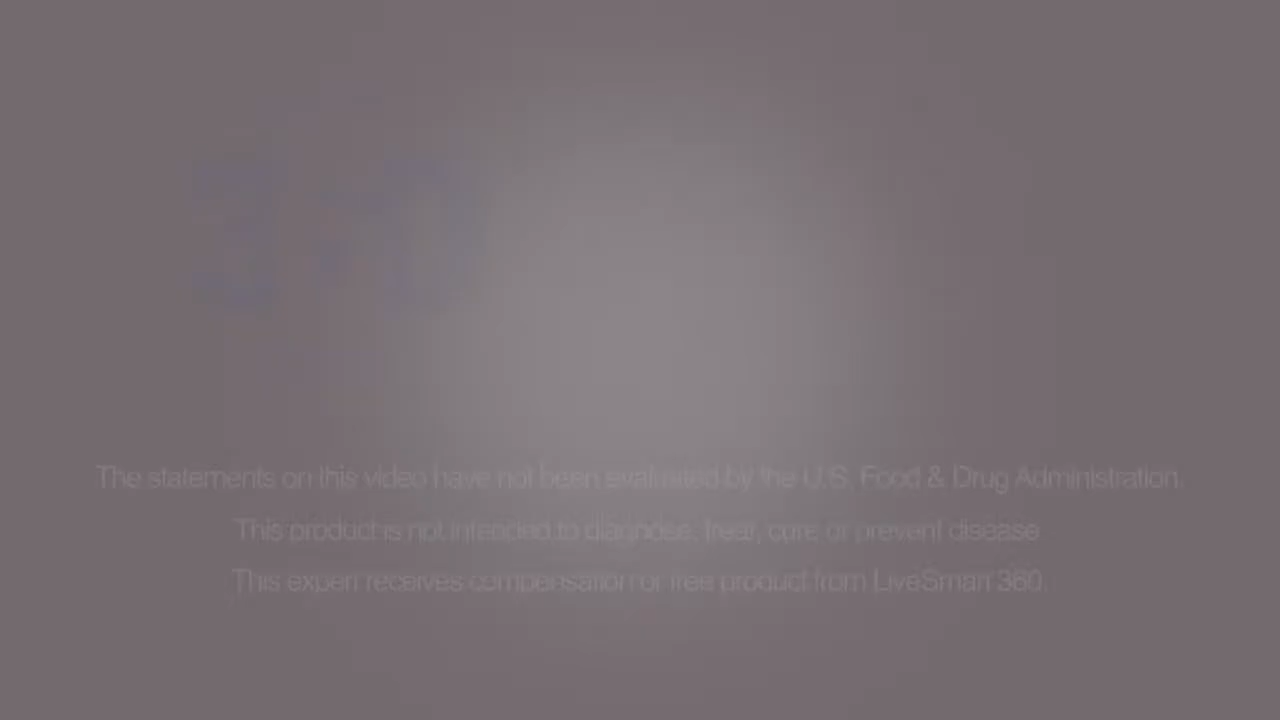 The statements on this video have not been evaluated by the U.S. Food & Drug Administration.
This product is not intended to diagnose, treat, cure or prevent disease
This expert receives compensation or free product from LiveSmart 360.